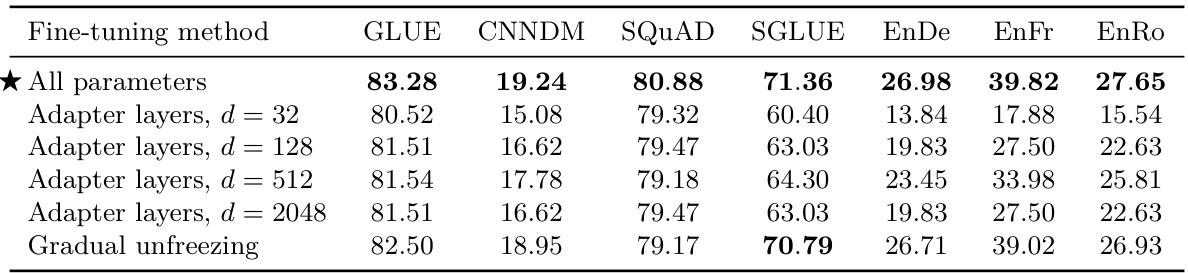 Fine-tuning method GLUE CNNDM SQuAD SGLUE EnDe EnFr EnRo
★ All parameters 83.28 19.24 80.88 71.36 26.98 39.82 27.65
Adapter layers, d = 32 80.52 15.08 79.32 60.40 13.84 17.88 15.54
Adapter layers, d = 128 81.51 16.62 79.47 63.03 19.83 27.50 22.63
Adapter layers, d = 512 81.54 17.78 79.18 64.30 23.45 33.98 25.81
Adapter layers, d = 2048 81.51 16.62 79.47 63.03 19.83 27.50 22.63
Gradual unfreezing 82.50 18.95 79.17 70.79 26.71 39.02 26.93